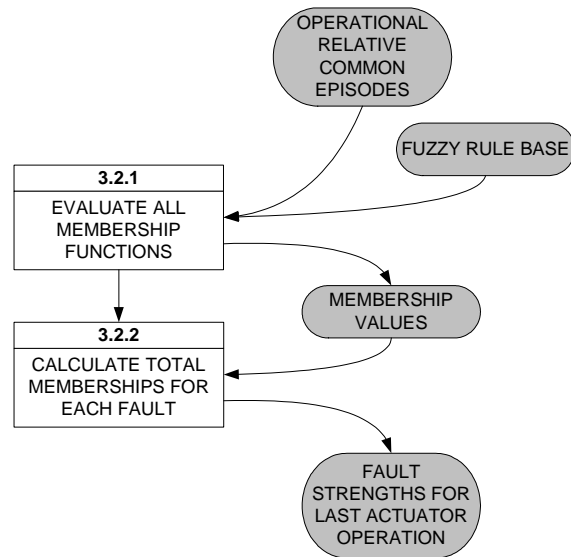 OPERATIONAL
RELATIVE
COMMON
EPISODES
FUZZY RULE BASE
3.2.1
EVALUATE ALL
MEMBERSHIP
FUNCTIONS
MEMBERSHIP
VALUES
3.2.2
CALCULATE TOTAL
MEMBERSHIPS FOR
EACH FAULT
FAULT
STRENGTHS FOR
LAST ACTUATOR
OPERATION